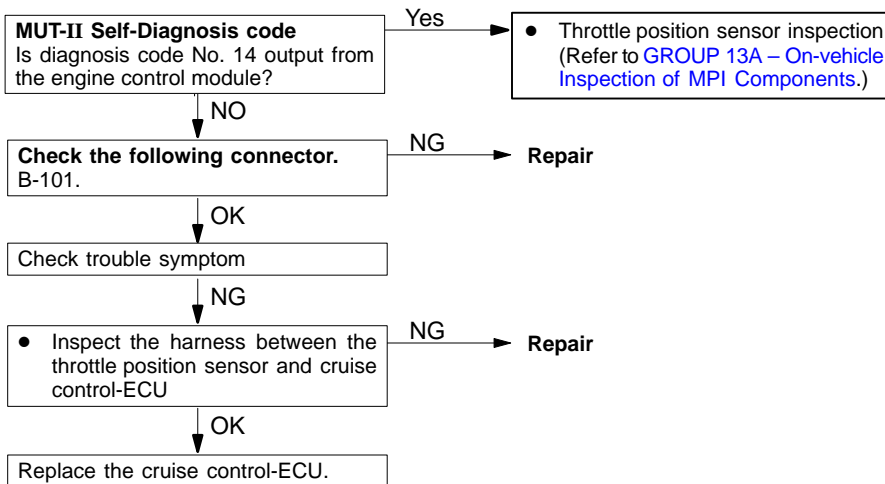 MUT-II Self-Diagnosis code
Is diagnosis code No. 14 output from
the engine control module?
Yes
● Throttle position sensor inspection
(Refer to GROUP 13A – On-vehicle
Inspection of MPI Components.)
NO
Check the following connector.
B-101.
NG
Repair
OK
Check trouble symptom
NG
● Inspect the harness between the
throttle position sensor and cruise
control-ECU
NG
Repair
OK
Replace the cruise control-ECU.